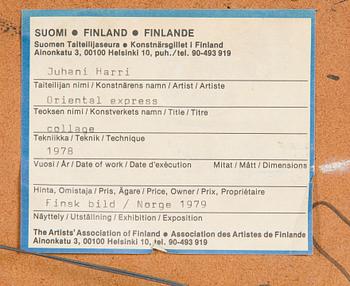 SUOMI • FINLAND • FINLANDE
Suomen Taiteilijaseura • Konstnärsgillet i Finland
Ainonkatu 3, 00100 Helsinki 10, puh./tel. 90-493 919
Juhani Harri
Taiteilijan nimi / Konstnärens namn / Artist / Artiste
Oriental express
Teoksen nimi / Konstverkets namn / Title / Titre
collage
Tekniikka / Teknik / Technique
1978
Vuosi / År / Date of work / Date d'exécution Mitat / Mått / Dimensions
Hinta, Omistaja / Pris, Ägare / Price, Owner / Prix, Propriétaire
Finsk bild / Norge 1979
Näyttely / Utställning / Exhibition / Exposition
The Artists' Association of Finland • Association des Artistes de Finlande
Ainonkatu 3, 00100 Helsinki 10, tel. 90-493 919